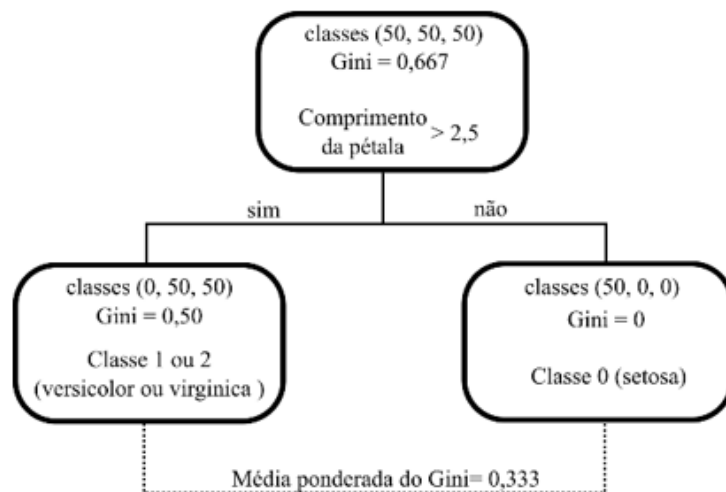 classes (50, 50, 50)
Gini = 0,667
Comprimento
da pétala > 2,5
sim
não
classes (0, 50, 50)
Gini = 0,50
Classe 1 ou 2
(versicolor ou virginica )
classes (50, 0, 0)
Gini = 0
Classe 0 (setosa)
Média ponderada do Gini= 0,333